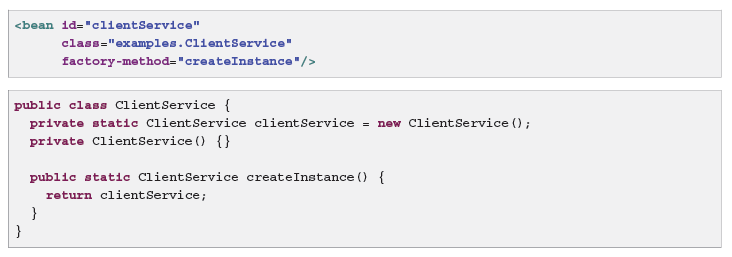 <bean id="clientService"
class="examples.ClientService"
factory-method="createInstance"/>
public class ClientService {
private static ClientService clientService = new ClientService();
private ClientService() {}
public static ClientService createInstance() {
return clientService;
}
}